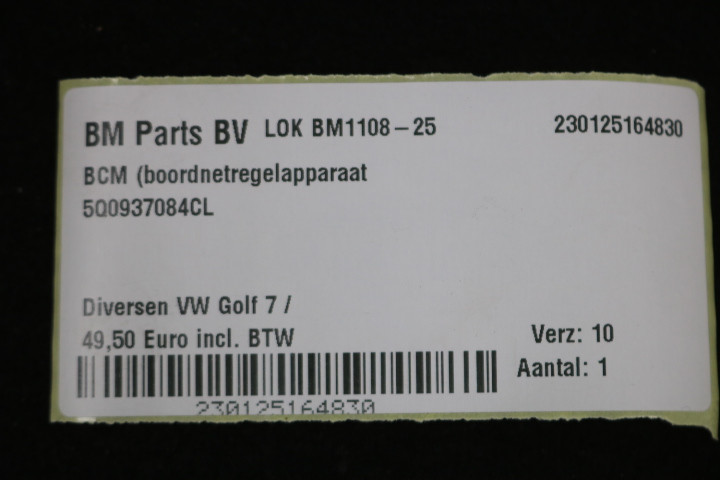 BM Parts BV LOK BM1108-25 230125164830
BCM (boordnetregelapparaat
5Q0937084CL
Diversen VW Golf 7 /
49,50 Euro incl. BTW Verz: 10
Aantal: 1
230125164830